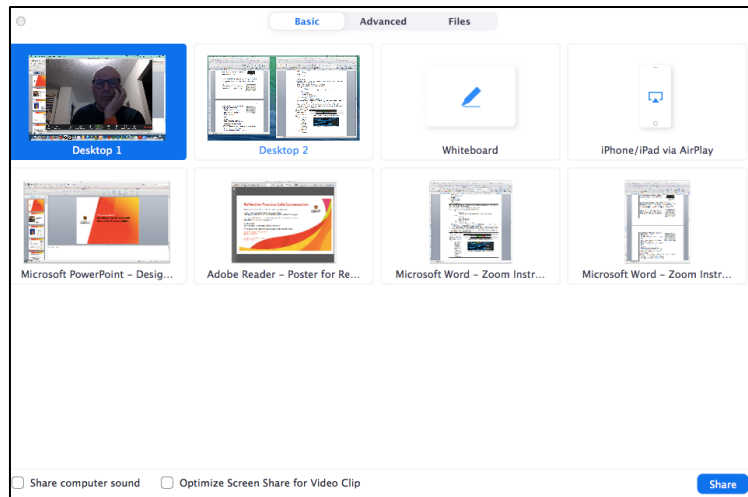 Basic Advanced Files
Desktop 1 Desktop 2 Whiteboard iPhone/iPad via AirPlay
Microsoft PowerPoint – Desig... Adobe Reader – Poster for Re... Microsoft Word – Zoom Instr... Microsoft Word – Zoom Instr...
Share computer sound Optimize Screen Share for Video Clip Share